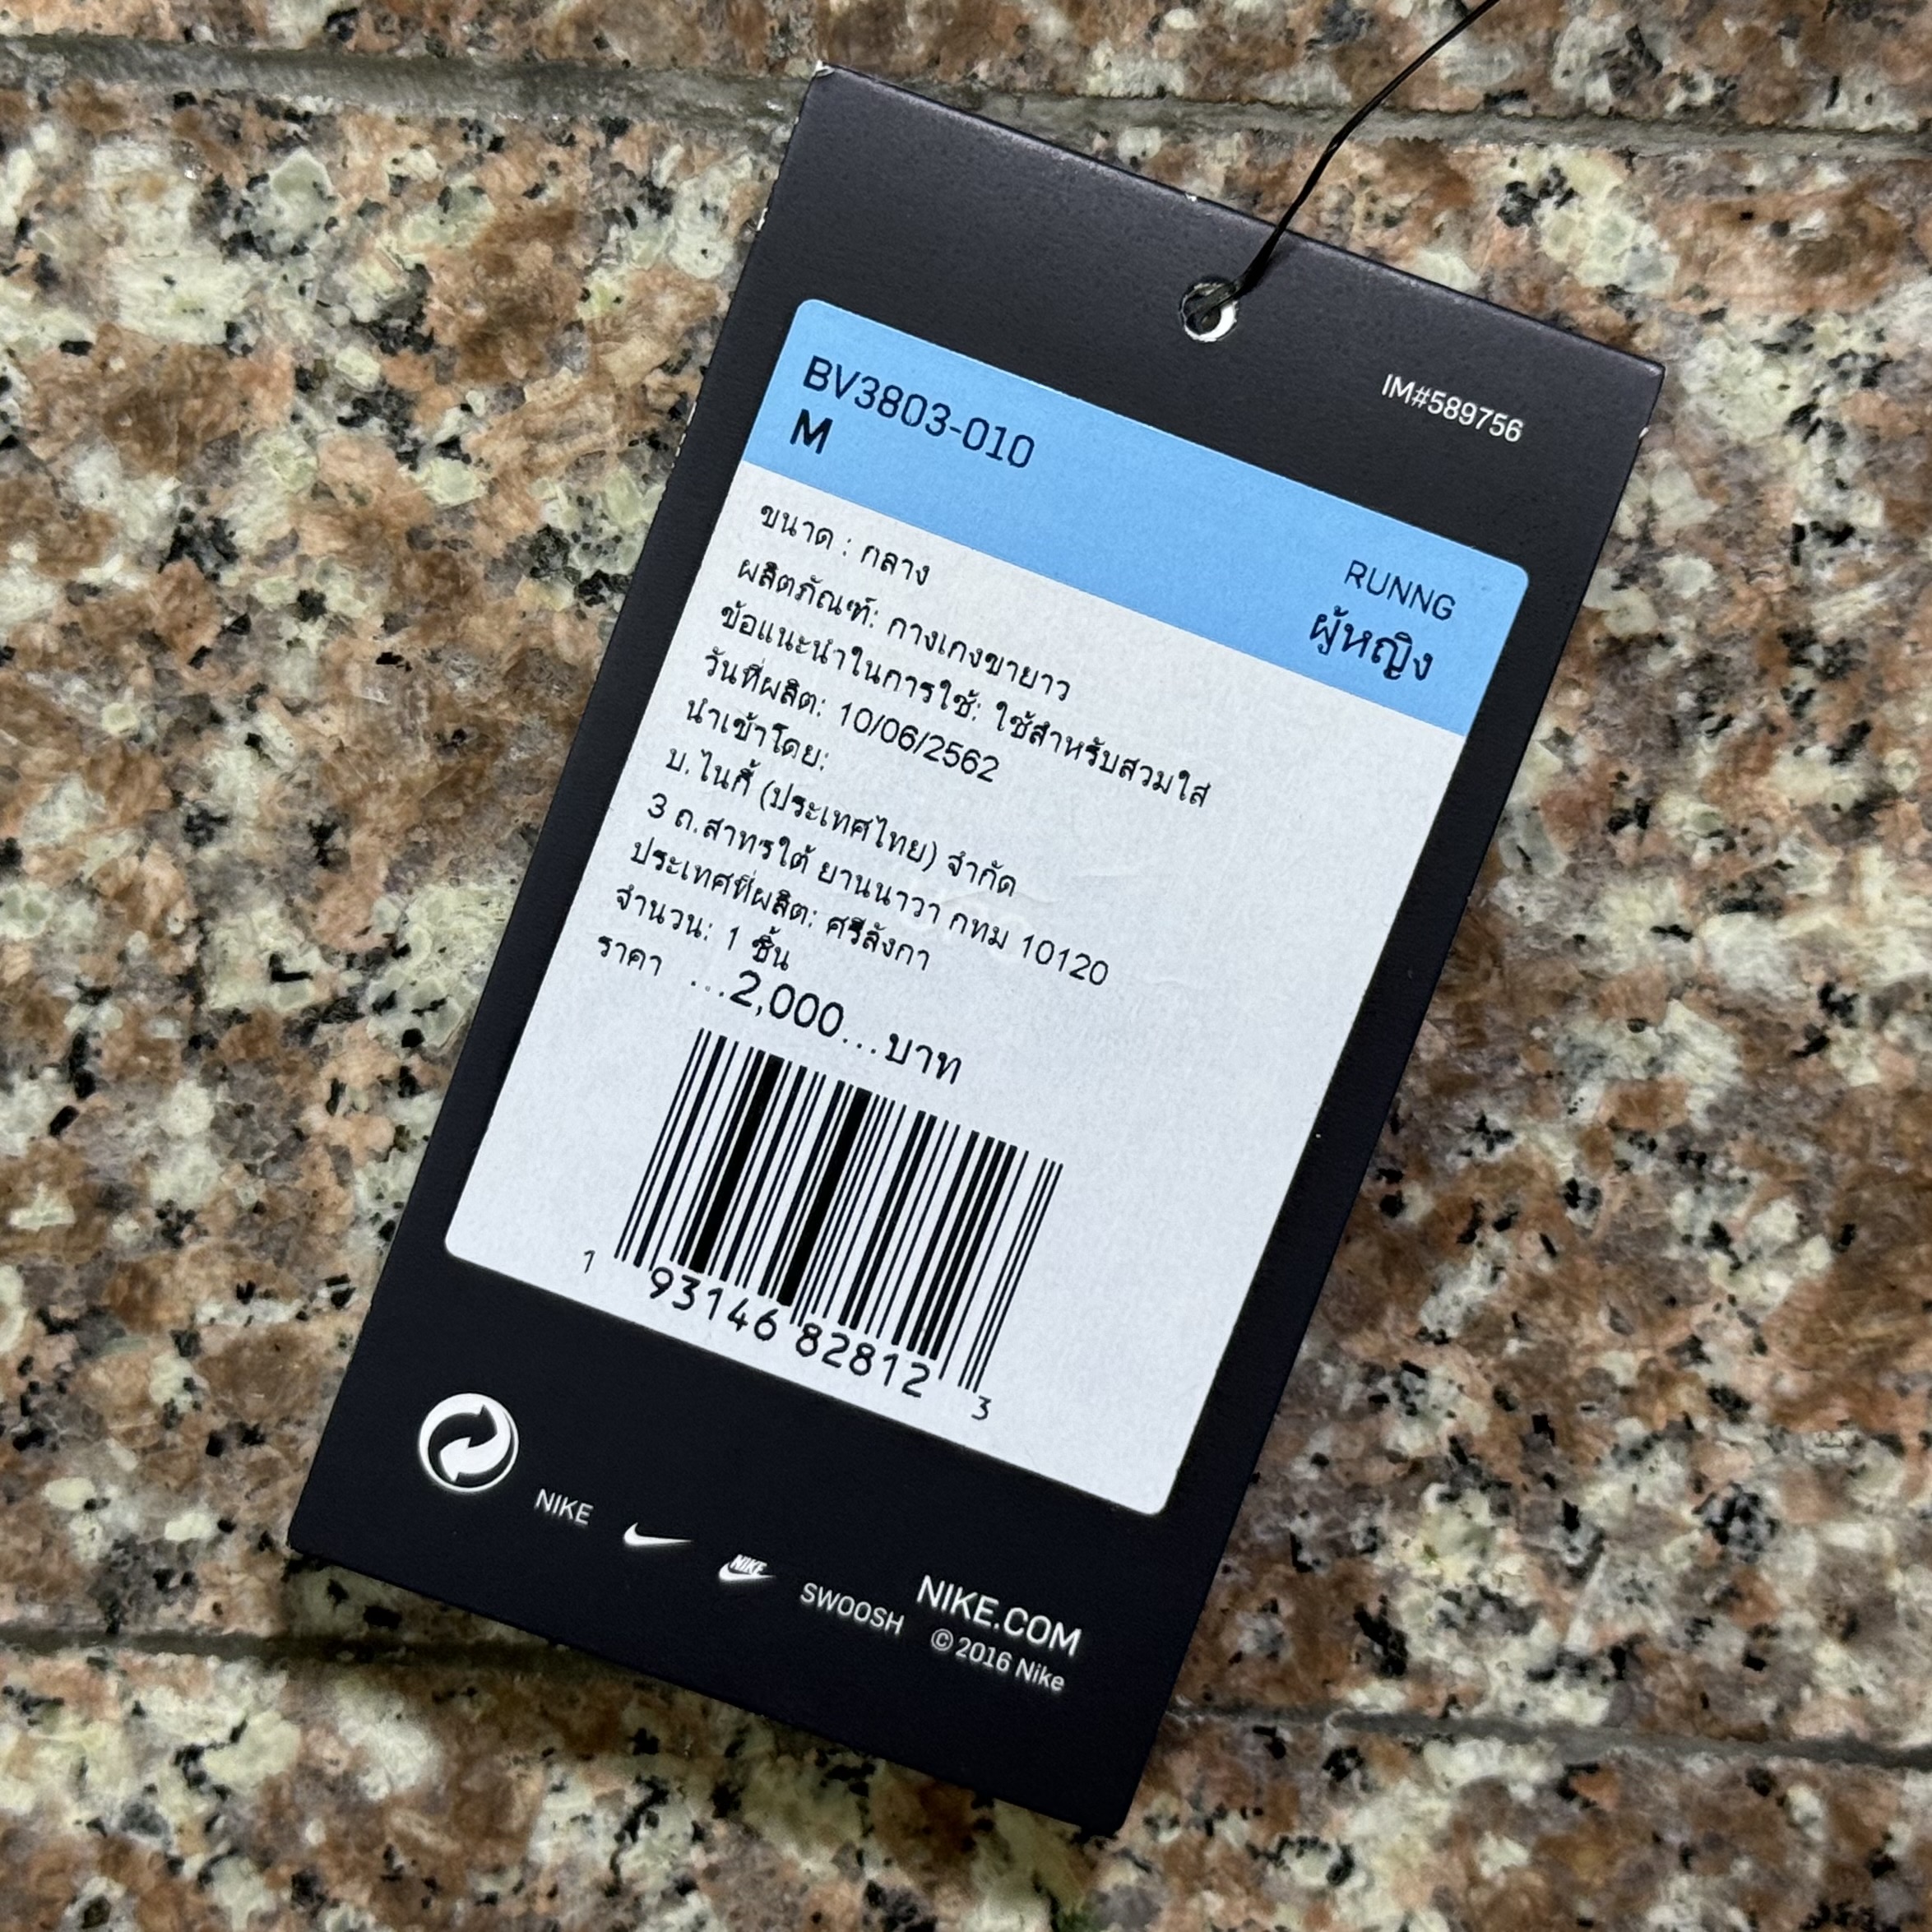 IM#589756
BV3803-010
M
RUNNG
ผู้หญิง
ขนาด : กลาง
ผลิตภัณฑ์: กางเกงขายาว
ข้อแนะนำในการใช้: ใช้สำหรับสวมใส่
วันที่ผลิต: 10/06/2562
นำเข้าโดย:
บ.ไนกี้ (ประเทศไทย) จำกัด
3 ถ.สาทรใต้ ยานนาวา กทม 10120
ประเทศที่ผลิต: ศรีลังกา
จำนวน: 1 ชิ้น
ราคา ...2,000...บาท
1 93146 82812 3
NIKE
NIKE
SWOOSH
NIKE.COM
© 2016 Nike